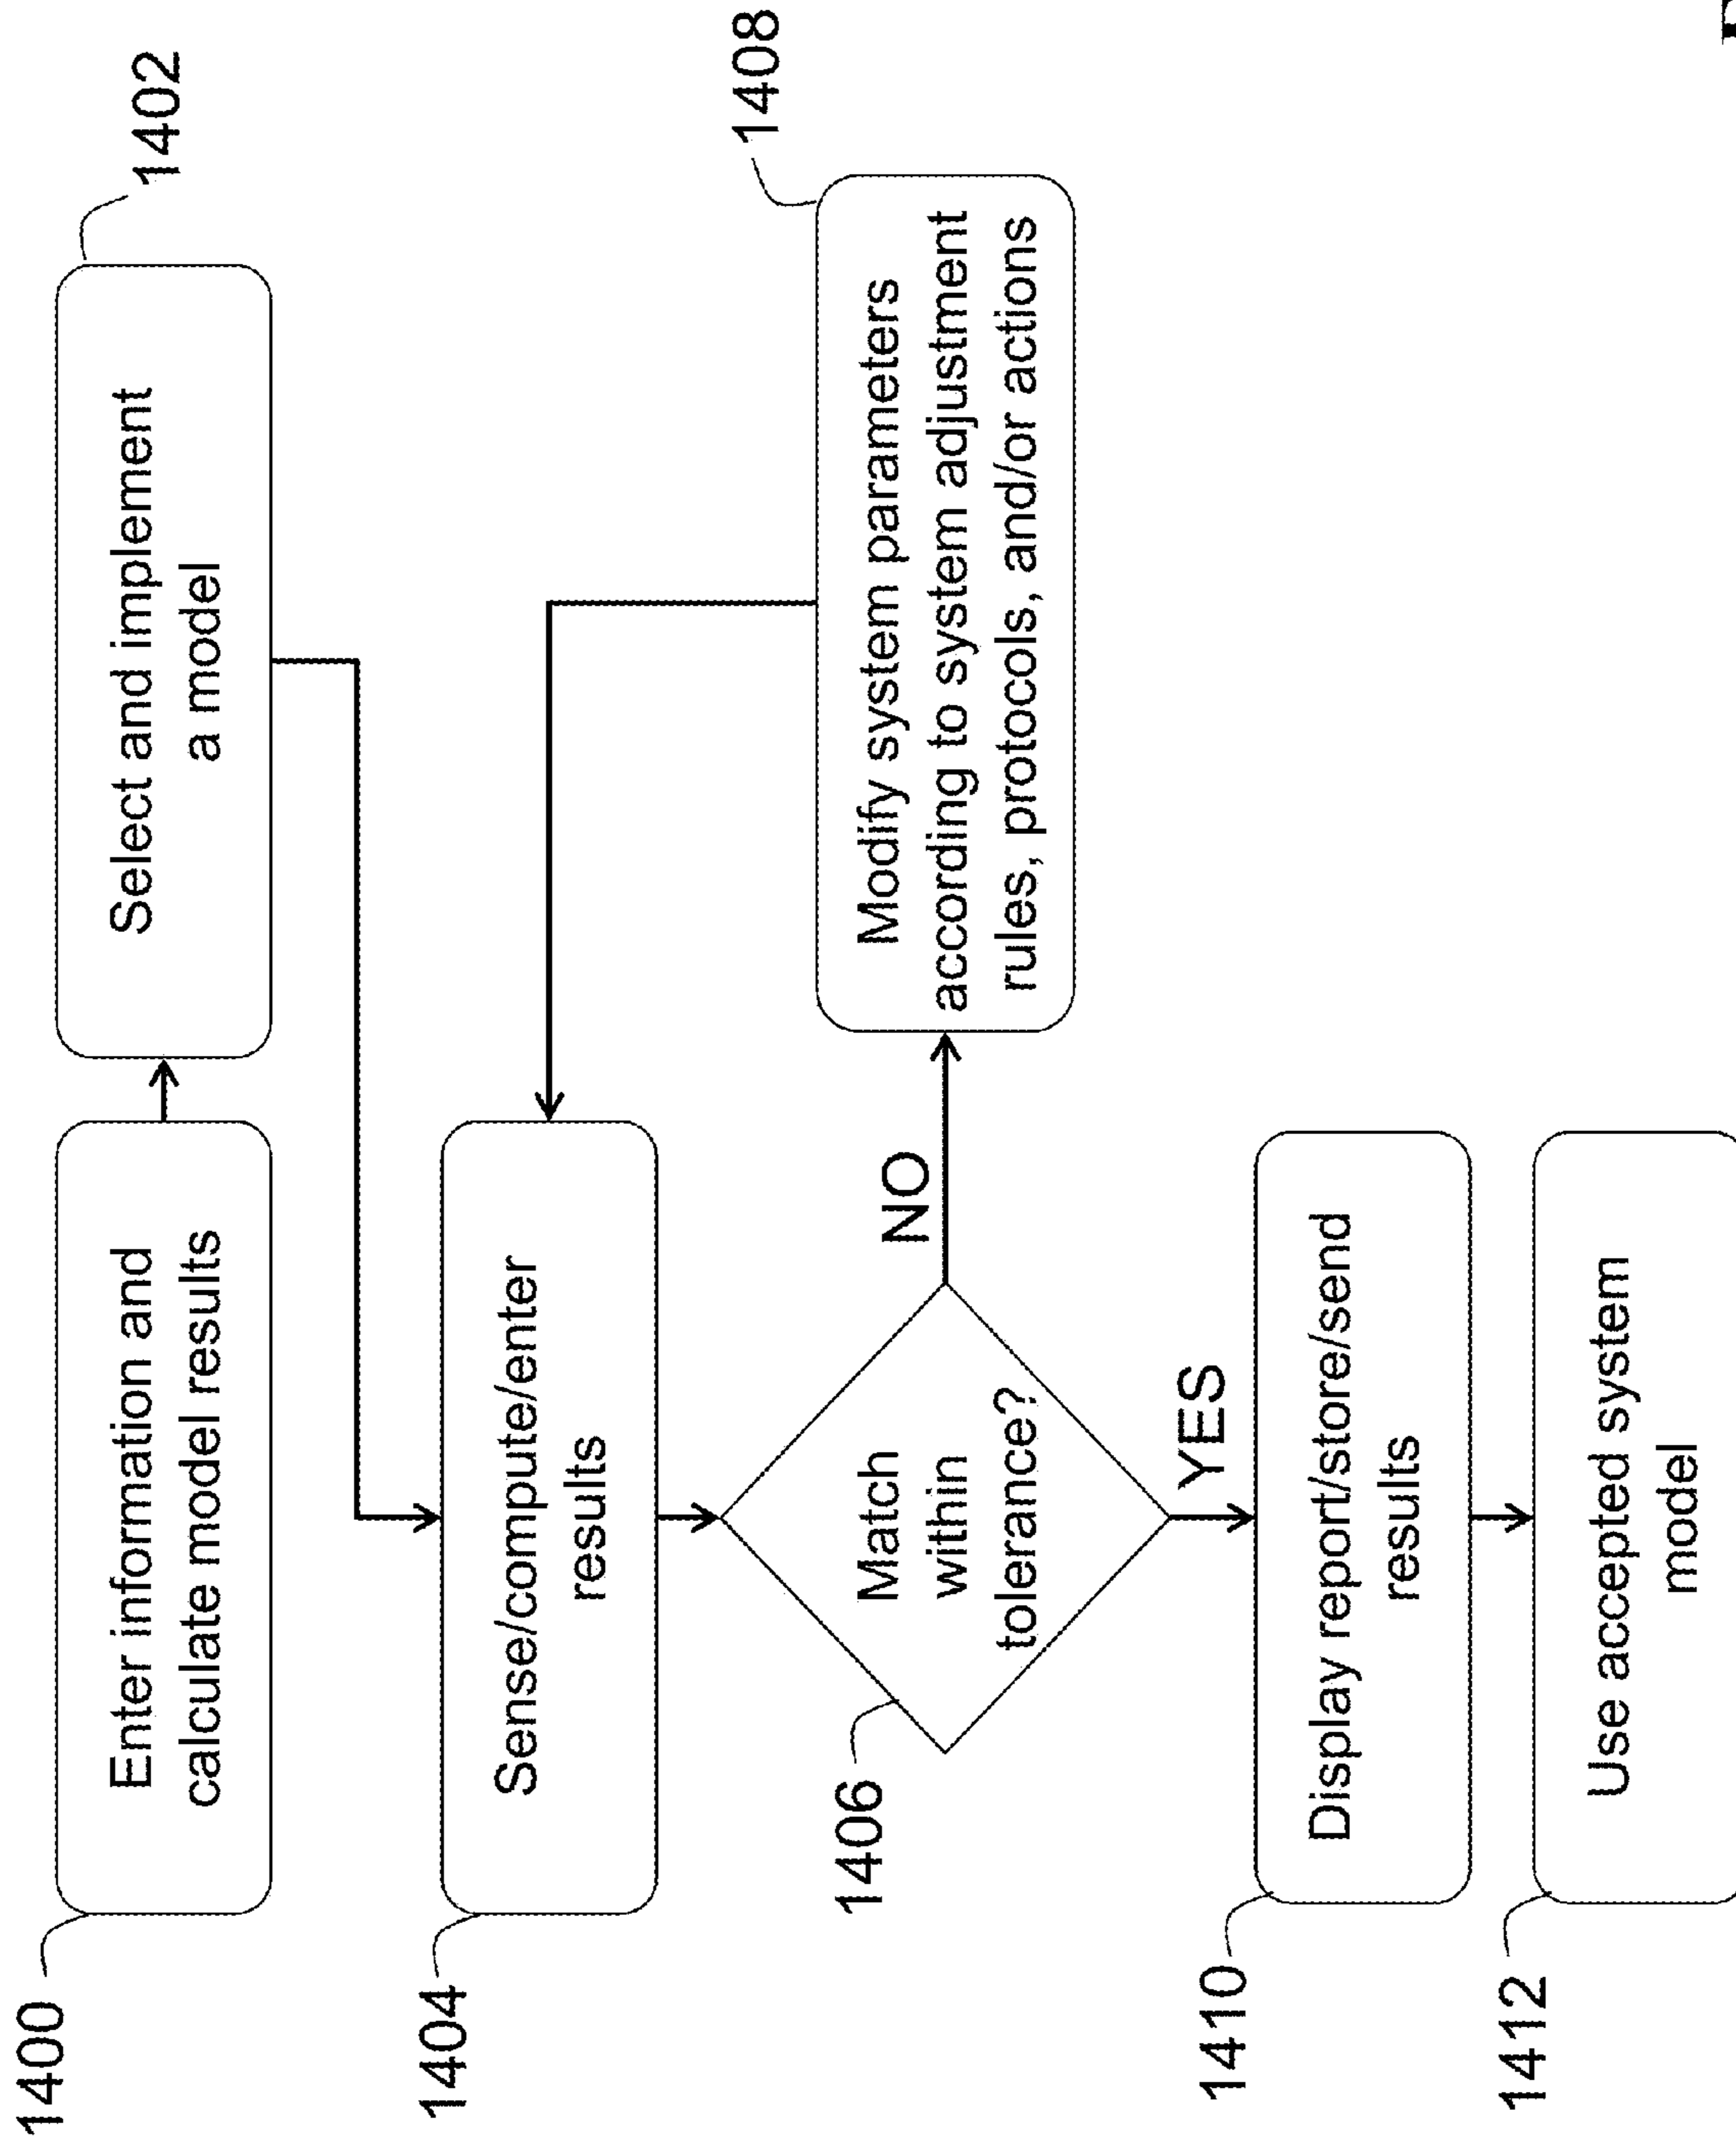 1400
Enter information and
calculate model results
Select and implement
a model
1402
1404
Sense/compute/enter
results
1406
Match
within
tolerance?
NO
1408
Modify system parameters
according to system adjustment
rules, protocols, and/or actions
YES
1410
Display report/store/send
results
1412
Use accepted system
model